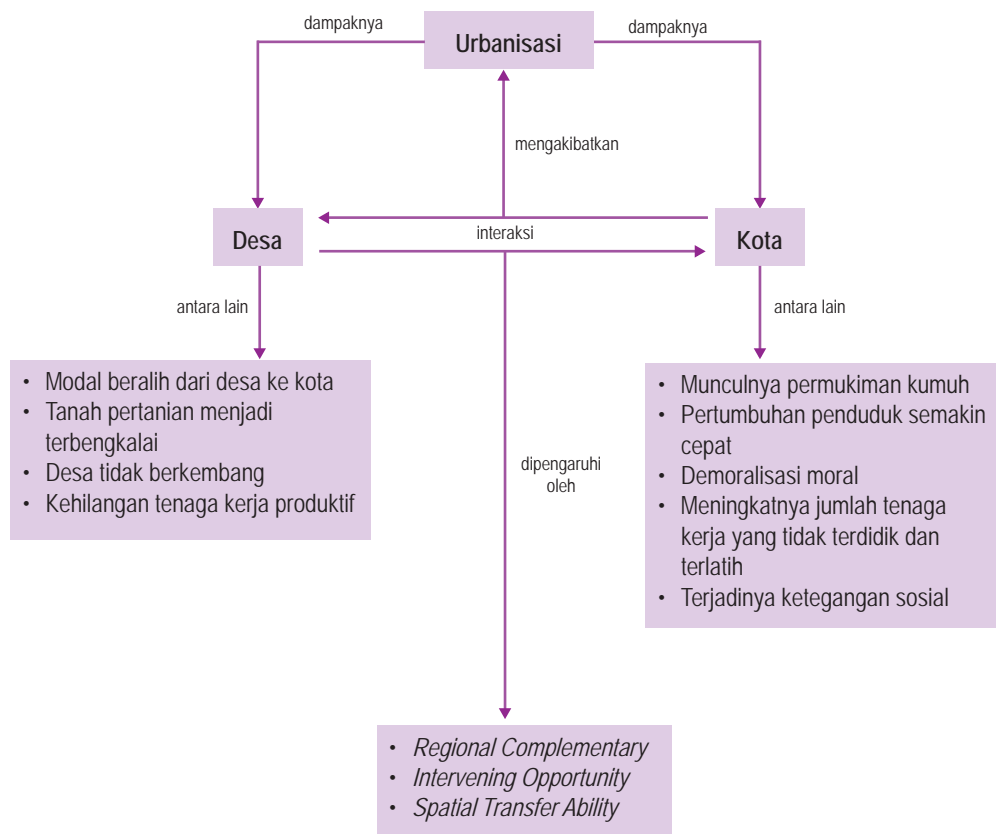 dampaknya
Urbanisasi
dampaknya
mengakibatkan
Desa
interaksi
Kota
antara lain
antara lain
• Modal beralih dari desa ke kota
• Tanah pertanian menjadi
terbengkalai
• Desa tidak berkembang
• Kehilangan tenaga kerja produktif
dipengaruhi
oleh
• Munculnya permukiman kumuh
• Pertumbuhan penduduk semakin
cepat
• Demoralisasi moral
• Meningkatnya jumlah tenaga
kerja yang tidak terdidik dan
terlatih
• Terjadinya ketegangan sosial
• Regional Complementary
• Intervening Opportunity
• Spatial Transfer Ability